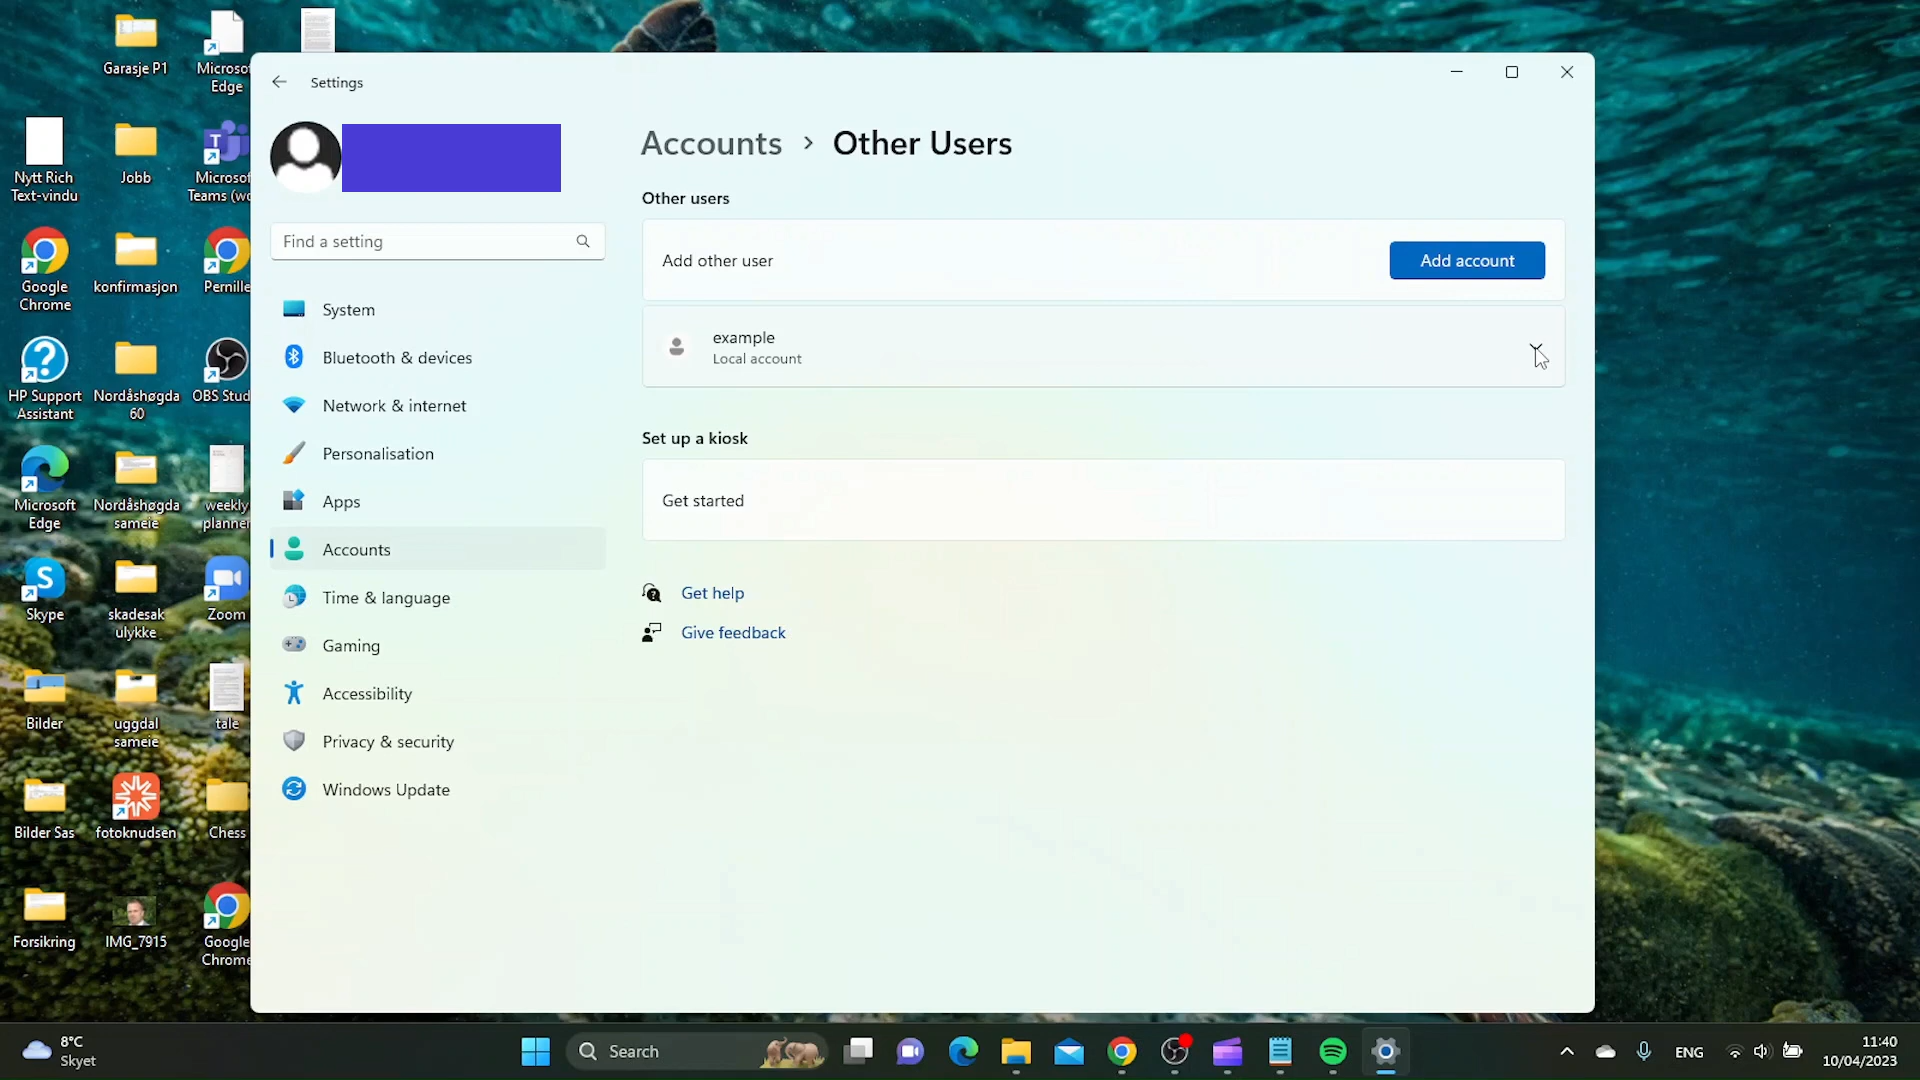 Garasje P1
Microsof
Edge
Nytt Rich
Text-vindu
Jobb
Microsof
Teams (wo
Google
Chrome
konfirmasjon
Pernille
HP Support
Assistant
Nordåshøgda
60
OBS Stud
Microsoft
Edge
Nordåshøgda
sameie
weekly
planner
Skype
skadesak
ulykke
Zoom
Bilder
uggdal
sameie
tale
Bilder Sas
fotoknudsen
Chess
Forsikring
IMG_7915
Google
Chrome
Settings
Find a setting
System
Bluetooth & devices
Network & internet
Personalisation
Apps
Accounts
Time & language
Gaming
Accessibility
Privacy & security
Windows Update
Accounts > Other Users
Other users
Add other user
Add account
example
Local account
Set up a kiosk
Get started
Get help
Give feedback
8°C
Skyet
Search
ENG
11:40
10/04/2023